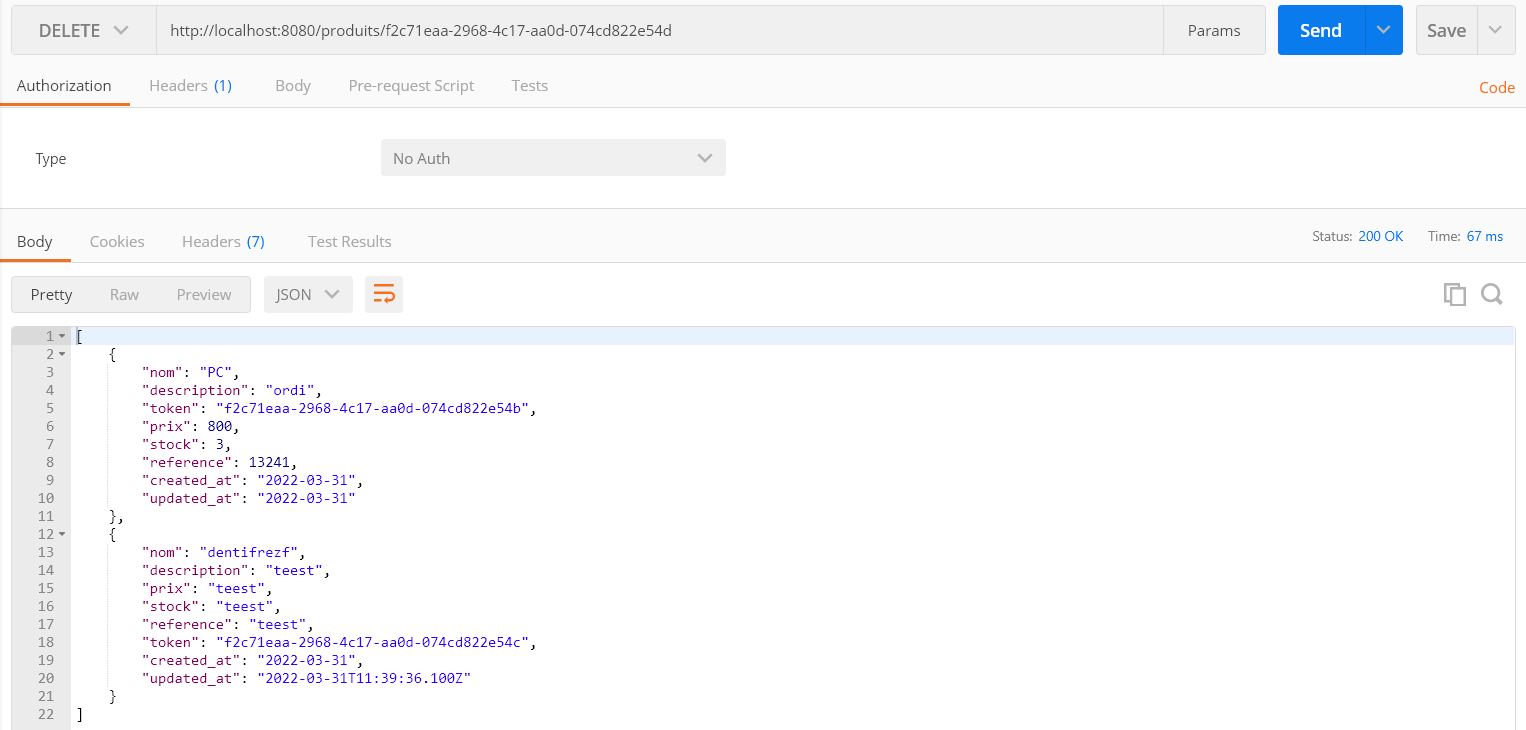 DELETE http://localhost:8080/produits/f2c71eaa-2968-4c17-aa0d-074cd822e54d Params Send Save
Authorization Headers (1) Body Pre-request Script Tests Code
Type No Auth
Body Cookies Headers (7) Test Results Status: 200 OK Time: 67 ms
Pretty Raw Preview JSON
1 [
2 {
3 "nom": "PC",
4 "description": "ordi",
5 "token": "f2c71eaa-2968-4c17-aa0d-074cd822e54b",
6 "prix": 800,
7 "stock": 3,
8 "reference": 13241,
9 "created_at": "2022-03-31",
10 "updated_at": "2022-03-31"
11 },
12 {
13 "nom": "dentifrezf",
14 "description": "teest",
15 "prix": "teest",
16 "stock": "teest",
17 "reference": "teest",
18 "token": "f2c71eaa-2968-4c17-aa0d-074cd822e54c",
19 "created_at": "2022-03-31",
20 "updated_at": "2022-03-31T11:39:36.100Z"
21 }
22 ]